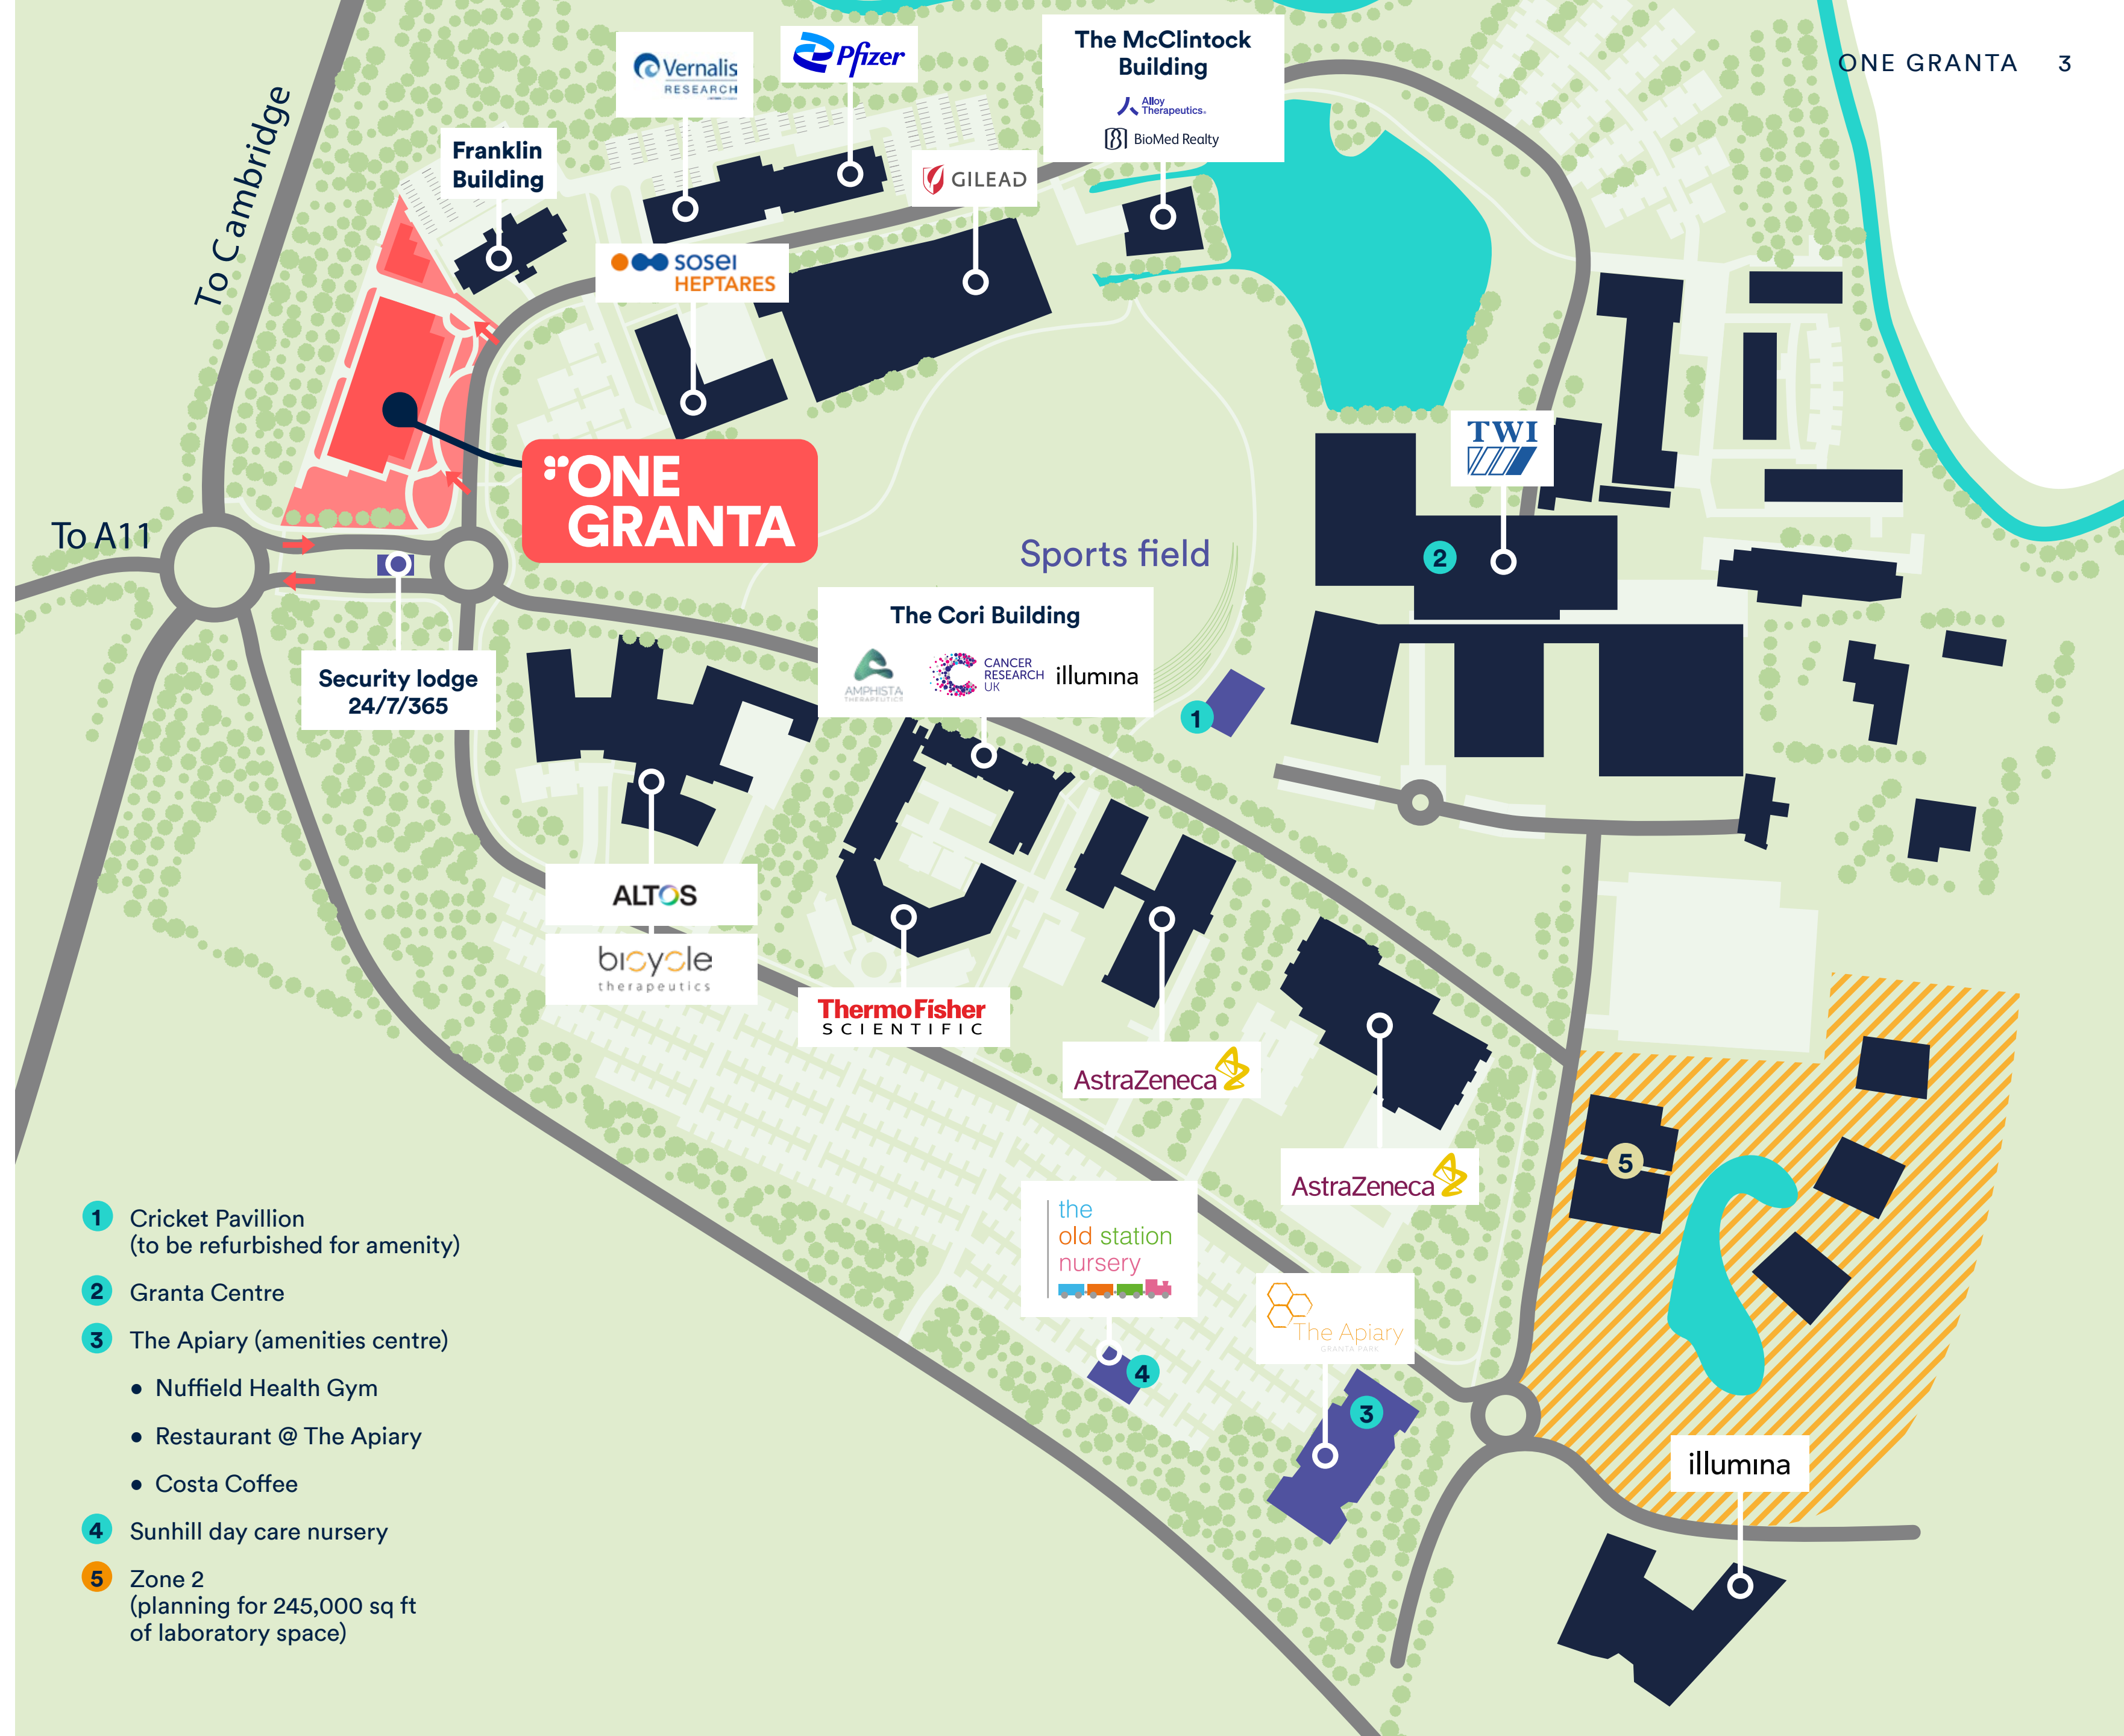 ONE GRANTA 3
To Cambridge
To A11
Vernalis
RESEARCH
Pfizer
The McClintock
Building
Alloy
Therapeutics
BioMed Realty
Franklin
Building
GILEAD
sosei
HEPTARES
ONE
GRANTA
TWI
2
Sports field
Security lodge
24/7/365
The Cori Building
AMPHISTA
THERAPEUTICS
CANCER
RESEARCH
UK
illumina
1
ALTOS
bicycle
therapeutics
ThermoFisher
SCIENTIFIC
AstraZeneca
AstraZeneca
5
the
old station
nursery
4
The Apiary
GRANTA PARK
3
illumina
1 Cricket Pavillion
(to be refurbished for amenity)
2 Granta Centre
3 The Apiary (amenities centre)
• Nuffield Health Gym
• Restaurant @ The Apiary
• Costa Coffee
4 Sunhill day care nursery
5 Zone 2
(planning for 245,000 sq ft
of laboratory space)